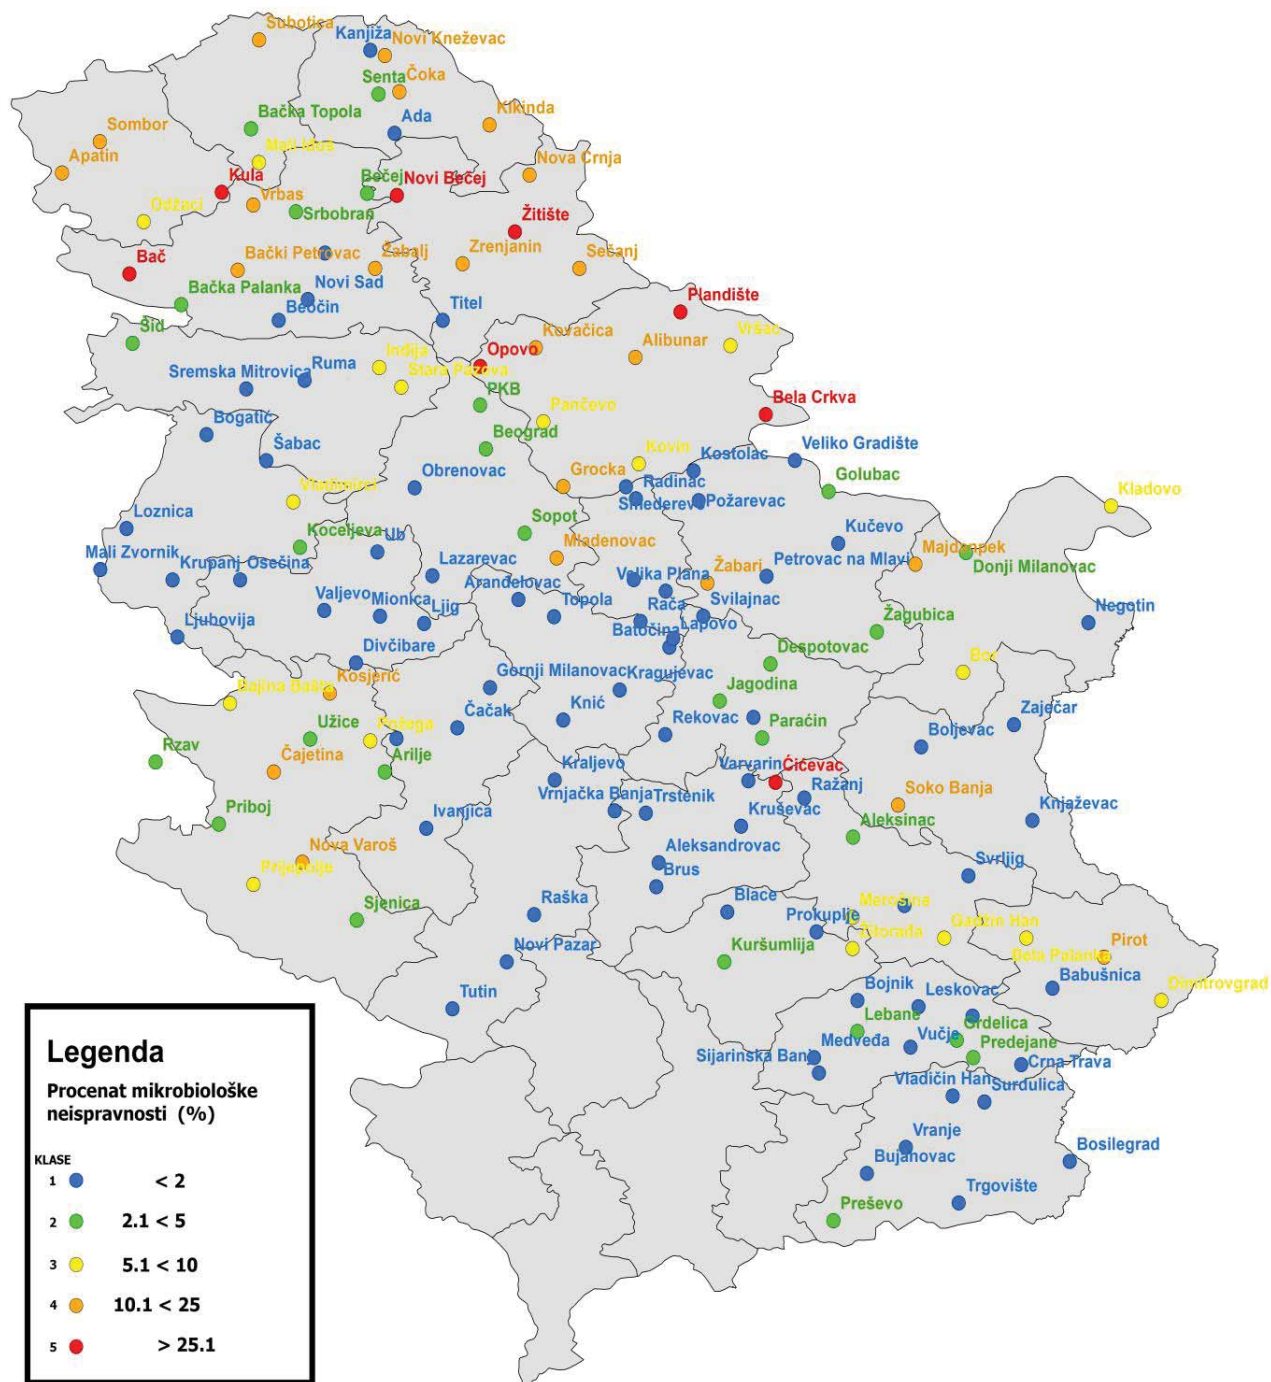 Subotica
Kanjiža
Novi Kneževac
Senta
Čoka
Bačka Topola
Ada
Kikinda
Sombor
Mali Iđoš
Apatin
Nova Crnja
Kula
Bečej
Novi Bečej
Vrbas
Odžaci
Srbobran
Žitište
Bač
Bački Petrovac
Žabalj
Zrenjanin
Sečanj
Bačka Palanka
Novi Sad
Beočin
Titel
Plandište
Šid
Kovačica
Alibunar
Vršac
Inđija
Opovo
Ruma
Sremska Mitrovica
Stara Pazova
PKB
Pančevo
Bela Crkva
Bogatić
Beograd
Šabac
Kovin
Veliko Gradište
Kostolac
Obrenovac
Grocka
Golubac
Radinac
Vladimirci
Smederevo
Požarevac
Kladovo
Loznica
Sopot
Kučevo
Koceljeva
Ub
Mladenovac
Majdanpek
Mali Zvornik
Krupanj
Osečina
Lazarevac
Petrovac na Mlavi
Donji Milanovac
Aranđelovac
Velika Plana
Žabari
Valjevo
Mionica
Ljig
Topola
Rača
Svilajnac
Negotin
Ljubovija
Batočina
Lapovo
Žagubica
Divčibare
Despotovac
Bor
Gornji Milanovac
Kragujevac
Bajina Bašta
Kosjerić
Jagodina
Užice
Požega
Čačak
Knić
Rekovac
Paraćin
Boljevac
Zaječar
Rzav
Čajetina
Arilje
Kraljevo
Varvarin
Ćićevac
Vrnjačka Banja
Trstenik
Ražanj
Soko Banja
Priboj
Ivanjica
Kruševac
Knjaževac
Aleksinac
Nova Varoš
Aleksandrovac
Prijepolje
Brus
Svrljig
Sjenica
Raška
Blace
Merošina
Prokuplje
Gadžin Han
Žitorađa
Kuršumlija
Novi Pazar
Bela Palanka
Pirot
Babušnica
Dimitrovgrad
Tutin
Bojnik
Leskovac
Lebane
Grdelica
Medveđa
Vučje
Predejane
Sijarinska Banj
Crna Trava
Vladičin Han
Surdulica
Vranje
Bosilegrad
Bujanovac
Trgovište
Preševo
Legenda
Procenat mikrobiološke
neispravnosti (%)
KLASE
1 < 2
2 2.1 < 5
3 5.1 < 10
4 10.1 < 25
5 > 25.1